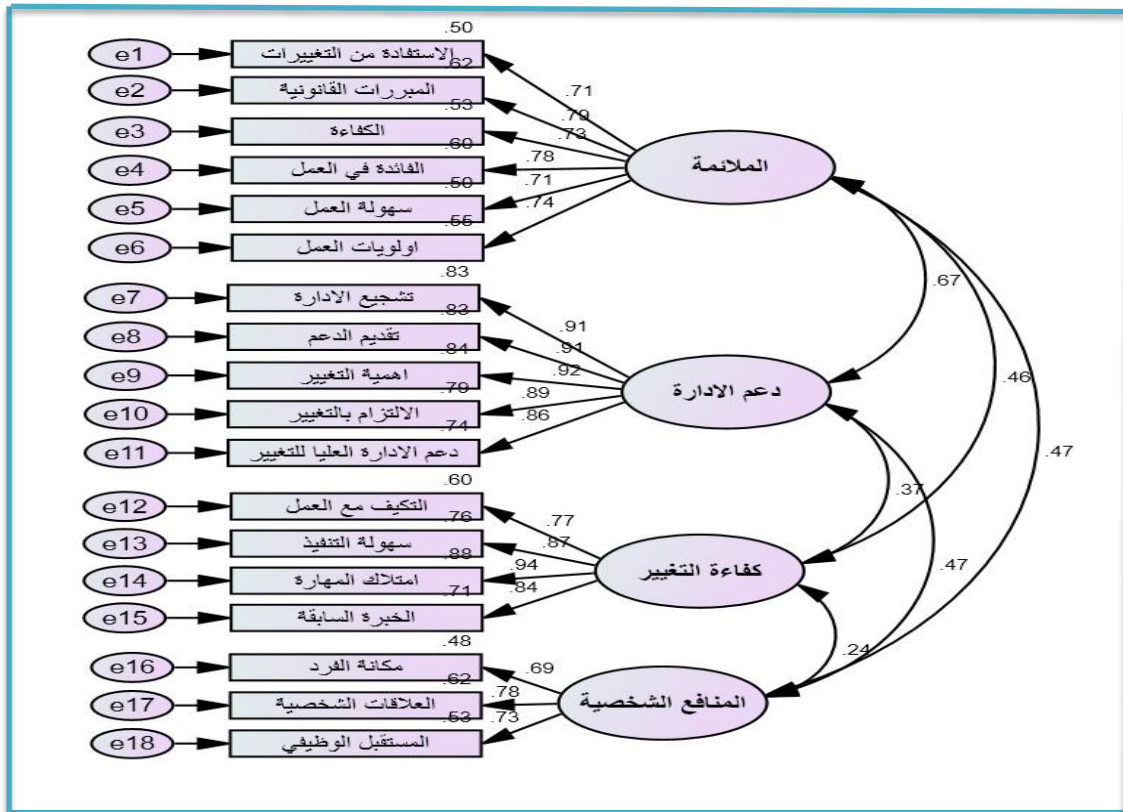 .50
e1 الاستفادة من التغييرات
.62
.71
e2 المبررات القانونية
.53
.79
e3 الكفاءة
.73
.60
e4 الفائدة في العمل
.78
الملائمة
.50
e5 سهولة العمل
.71
.55
.74
e6 اولويات العمل
.83
.67
e7 تشجيع الادارة
.83
.91
e8 تقديم الدعم
.84
.91
e9 اهمية التغيير
.92
.46
.79
.89
دعم الادارة
e10 الالتزام بالتغيير
.74
.86
e11 دعم الادارة العليا للتغيير
.47
.60
e12 التكيف مع العمل
.76
.77
.37
e13 سهولة التنفيذ
.88
.87
e14 امتلاك المهارة
.94
كفاءة التغيير
.71
.84
.47
e15 الخبرة السابقة
.48
.24
e16 مكانة الفرد
.69
.62
e17 العلاقات الشخصية
.78
المنافع الشخصية
.53
.73
e18 المستقبل الوظيفي